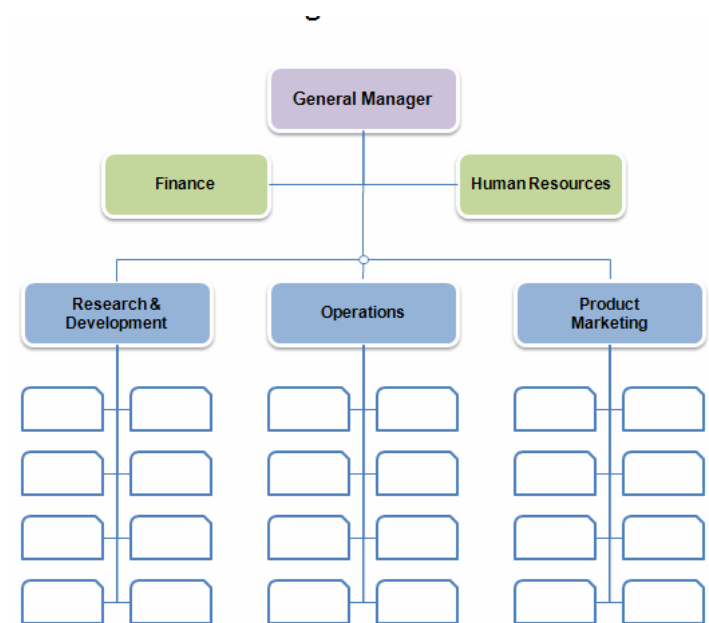 General Manager
Finance
Human Resources
Research &
Development
Operations
Product
Marketing